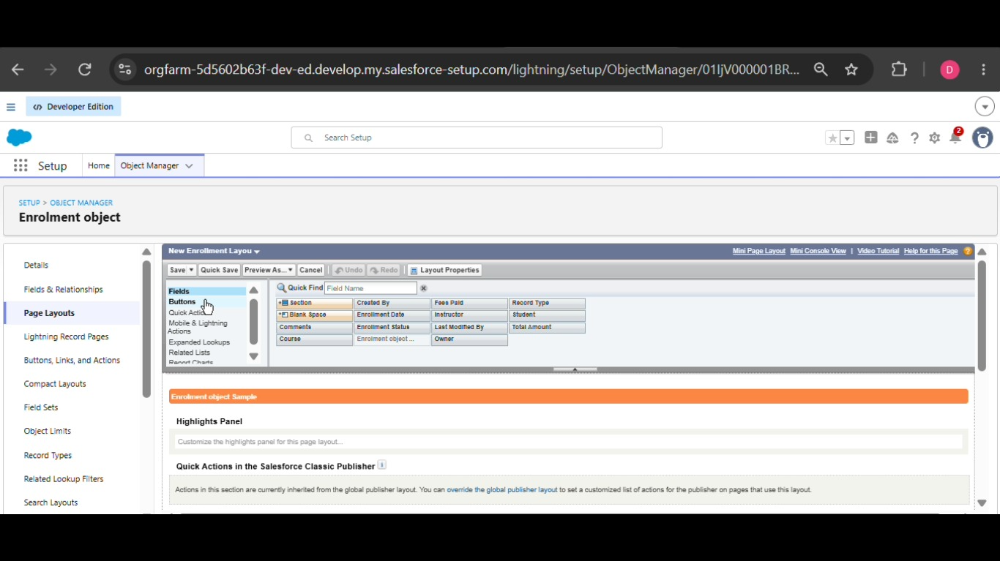 orgfarm-5d5602b63f-dev-ed.develop.my.salesforce-setup.com/lightning/setup/ObjectManager/01IjV000001BR... D
Developer Edition
Search Setup 2
Setup Home Object Manager
SETUP > OBJECT MANAGER
Enrolment object
Details
Fields & Relationships
Page Layouts
Lightning Record Pages
Buttons, Links, and Actions
Compact Layouts
Field Sets
Object Limits
Record Types
Related Lookup Filters
Search Layouts
New Enrollment Layou Mini Page Layout Mini Console View | Video Tutorial Help for this Page ?
Save Quick Save Preview As... Cancel Undo Redo Layout Properties
Fields
Buttons
Quick Actio
Mobile & Lightning
Actions
Expanded Lookups
Related Lists
Report Charts
Quick Find Field Name
Section Created By Fees Paid Record Type
Blank Space Enrollment Date Instructor Student
Comments Enrollment Status Last Modified By Total Amount
Course Enrolment object ... Owner
Enrolment object Sample
Highlights Panel
Customize the highlights panel for this page layout...
Quick Actions in the Salesforce Classic Publisher i
Actions in this section are currently inherited from the global publisher layout. You can override the global publisher layout to set a customized list of actions for the publisher on pages that use this layout.